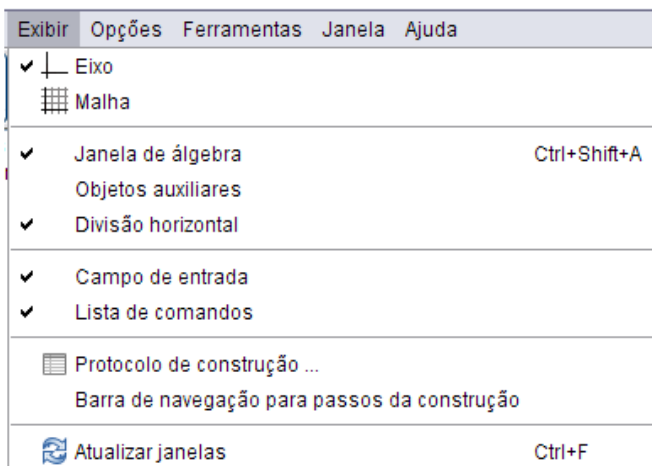 Exibir Opções Ferramentas Janela Ajuda
Eixo
Malha
Janela de álgebra Ctrl+Shift+A
Objetos auxiliares
Divisão horizontal
Campo de entrada
Lista de comandos
Protocolo de construção ...
Barra de navegação para passos da construção
Atualizar janelas Ctrl+F